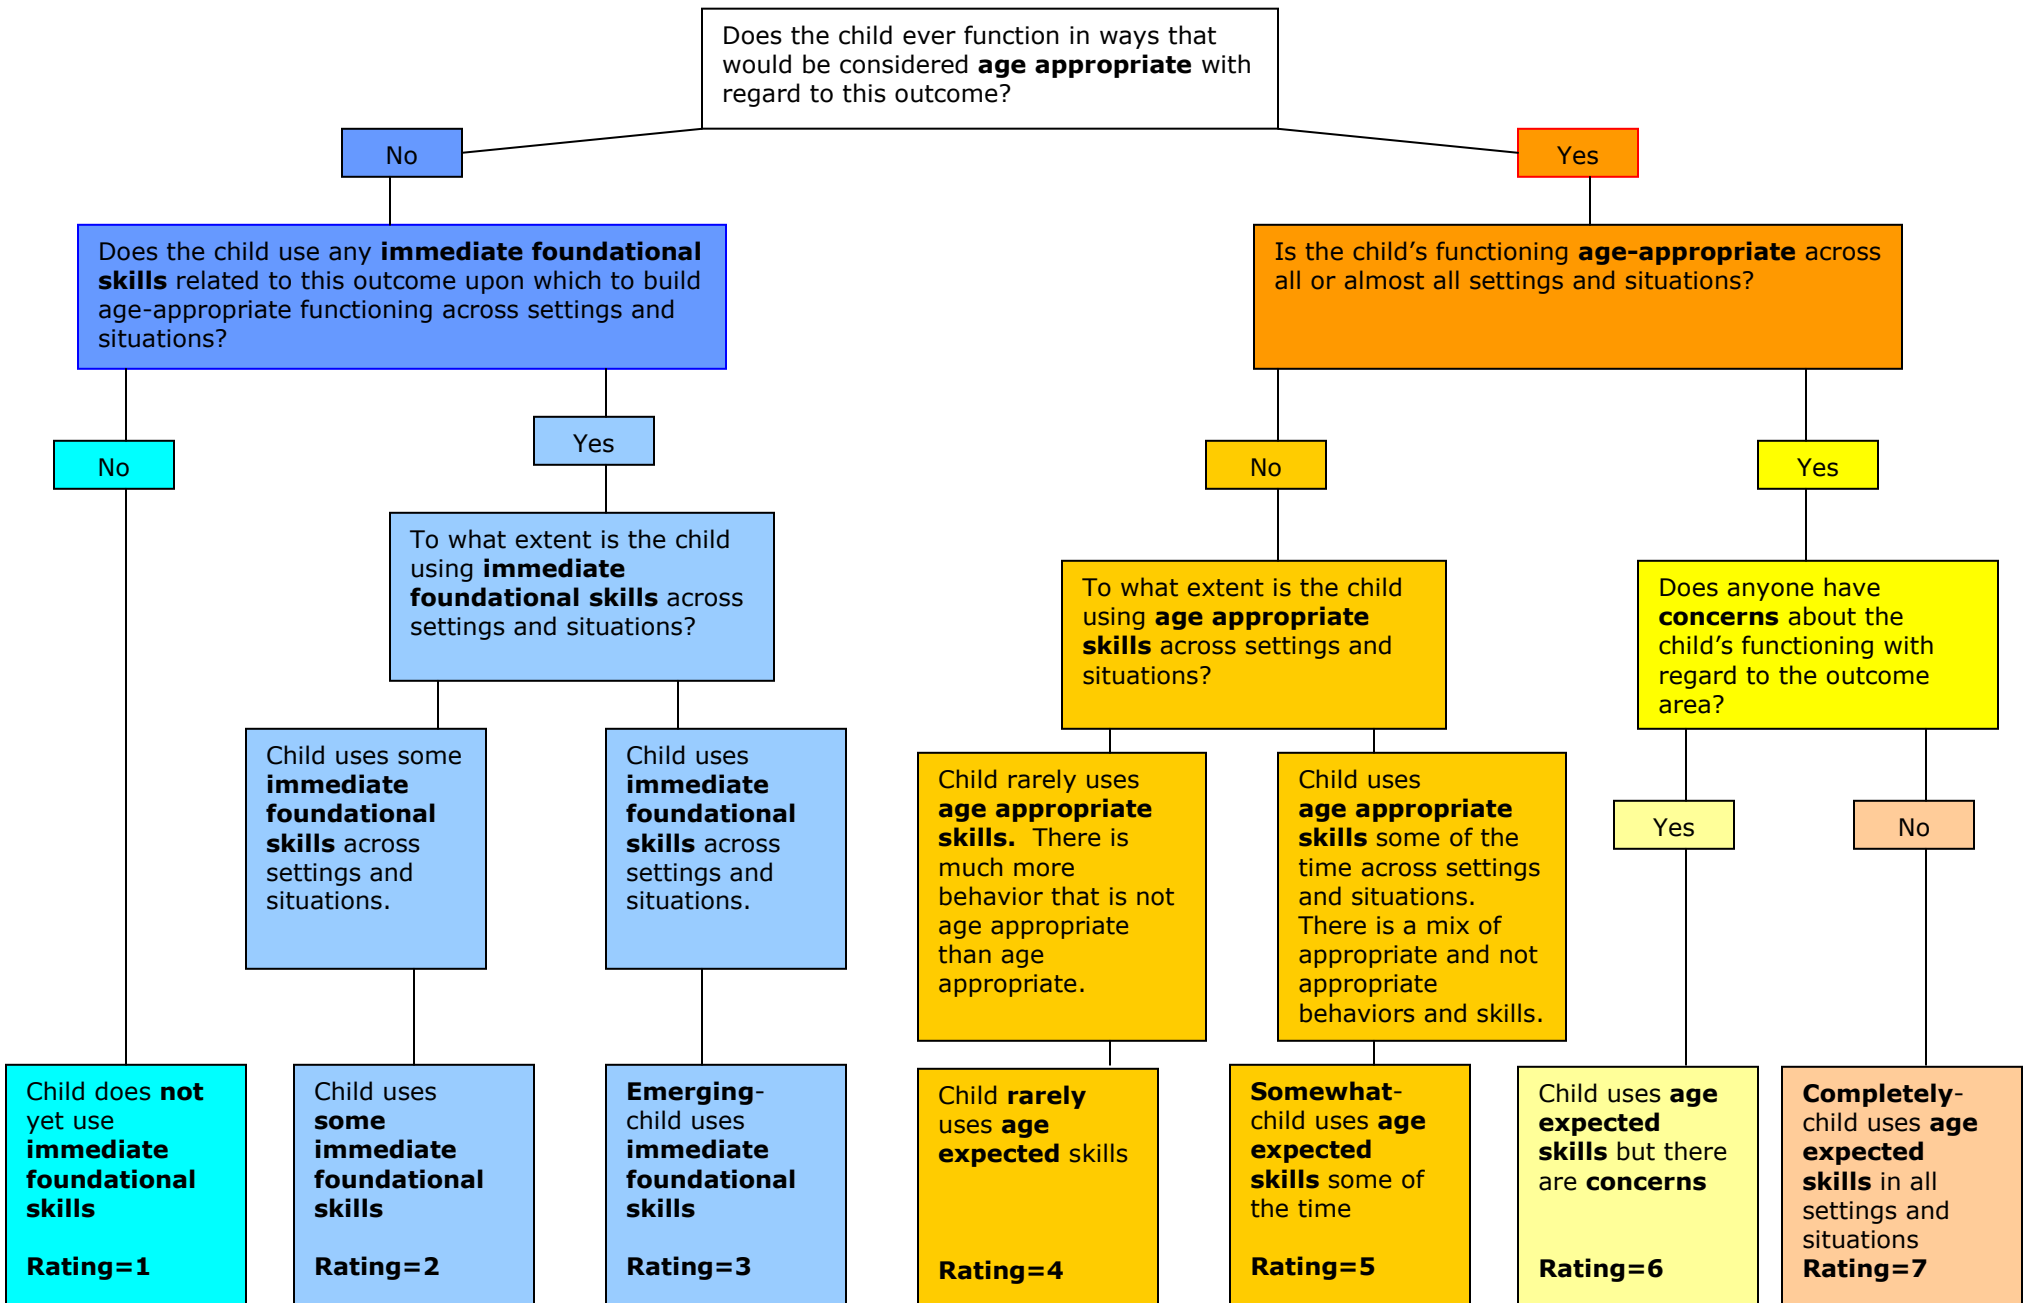 Does the child ever function in ways that
would be considered age appropriate with
regard to this outcome?
No
Yes
Does the child use any immediate foundational
skills related to this outcome upon which to build
age-appropriate functioning across settings and
situations?
Is the child’s functioning age-appropriate across
all or almost all settings and situations?
No
Yes
No
Yes
To what extent is the child
using immediate
foundational skills across
settings and situations?
To what extent is the child
using age appropriate
skills across settings and
situations?
Does anyone have
concerns about the
child’s functioning with
regard to the outcome
area?
Child uses some
immediate
foundational
skills across
settings and
situations.
Child uses
immediate
foundational
skills across
settings and
situations.
Child rarely uses
age appropriate
skills.  There is
much more
behavior that is not
age appropriate
than age
appropriate.
Child uses
age appropriate
skills some of the
time across settings
and situations.
There is a mix of
appropriate and not
appropriate
behaviors and skills.
Yes
No
Child does not
yet use
immediate
foundational
skills
Rating=1
Child uses
some
immediate
foundational
skills
Rating=2
Emerging-
child uses
immediate
foundational
skills
Rating=3
Child rarely
uses age
expected skills
Rating=4
Somewhat-
child uses age
expected
skills some of
the time
Rating=5
Child uses age
expected
skills but there
are concerns
Rating=6
Completely-
child uses age
expected
skills in all
settings and
situations
Rating=7